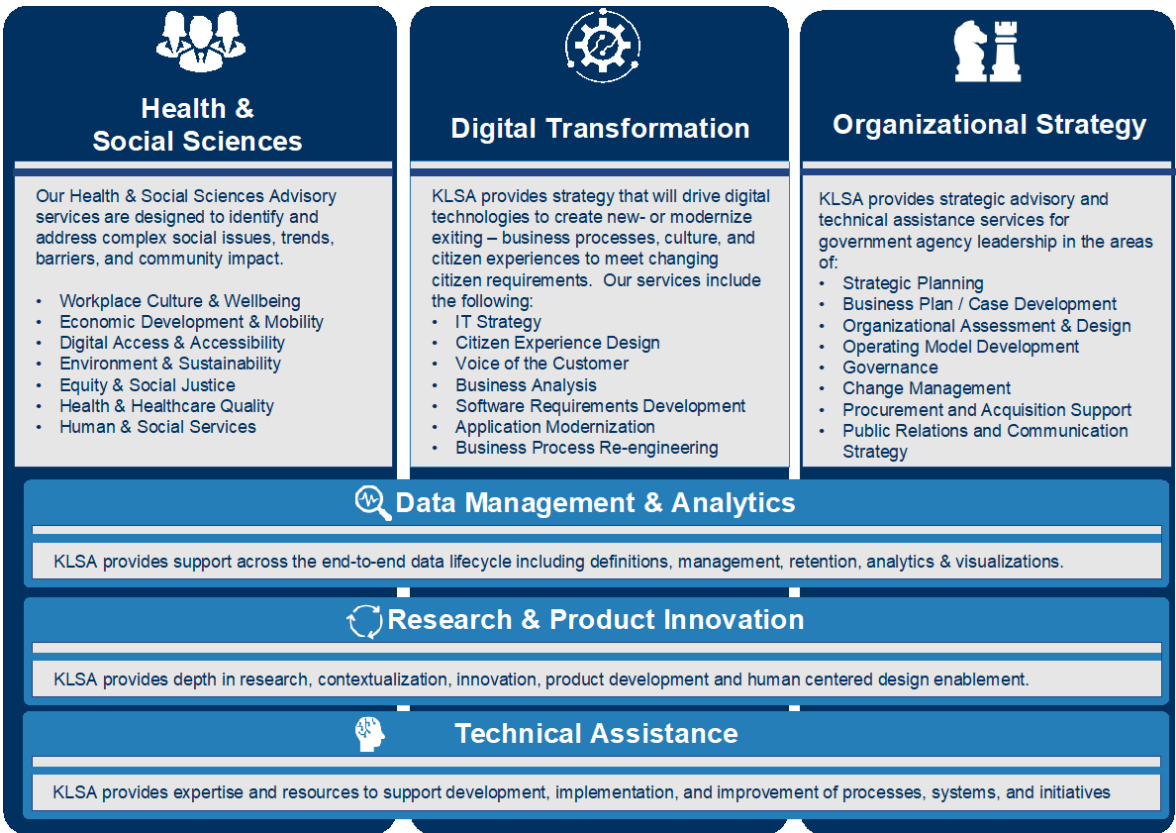 Health &
Social Sciences
Our Health & Social Sciences Advisory
services are designed to identify and
address complex social issues, trends,
barriers, and community impact.
• Workplace Culture & Wellbeing
• Economic Development & Mobility
• Digital Access & Accessibility
• Environment & Sustainability
• Equity & Social Justice
• Health & Healthcare Quality
• Human & Social Services
Digital Transformation
KLSA provides strategy that will drive digital
technologies to create new- or modernize
exiting – business processes, culture, and
citizen experiences to meet changing
citizen requirements. Our services include
the following:
• IT Strategy
• Citizen Experience Design
• Voice of the Customer
• Business Analysis
• Software Requirements Development
• Application Modernization
• Business Process Re-engineering
Organizational Strategy
KLSA provides strategic advisory and
technical assistance services for
government agency leadership in the areas
of:
• Strategic Planning
• Business Plan / Case Development
• Organizational Assessment & Design
• Operating Model Development
• Governance
• Change Management
• Procurement and Acquisition Support
• Public Relations and Communication
Strategy
Data Management & Analytics
KLSA provides support across the end-to-end data lifecycle including definitions, management, retention, analytics & visualizations.
Research & Product Innovation
KLSA provides depth in research, contextualization, innovation, product development and human centered design enablement.
Technical Assistance
KLSA provides expertise and resources to support development, implementation, and improvement of processes, systems, and initiatives